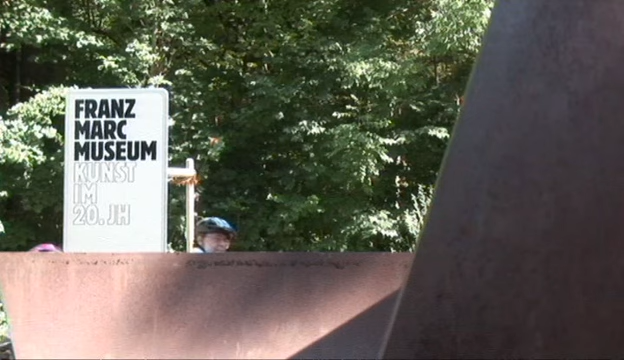 FRANZ
MARC
MUSEUM
KUNST
IM
20. JH